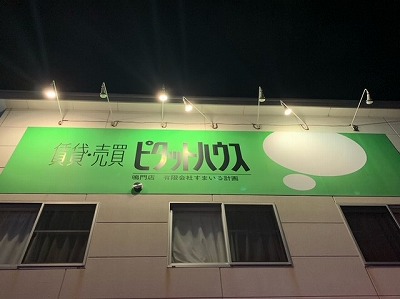 賃貸・売買 ピタットハウス
鳴門店 有限会社すまいる計画